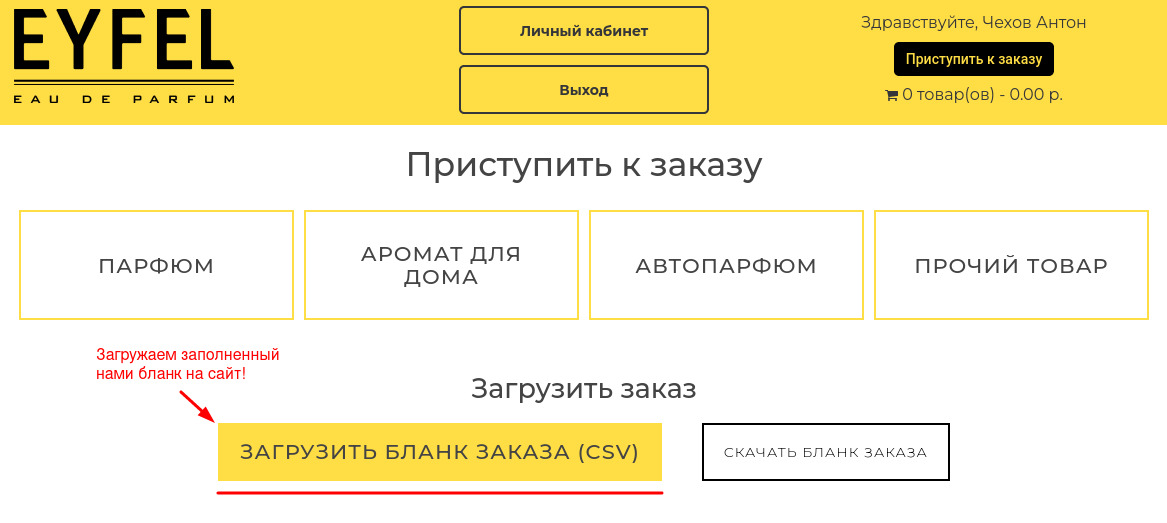 EYFEL
EAU DE PARFUM
Личный кабинет
Выход
Здравствуйте, Чехов Антон
Приступить к заказу
0 товар(ов) - 0.00 р.
Приступить к заказу
ПАРФЮМ
АРОМАТ ДЛЯ
ДОМА
АВТОПАРФЮМ
ПРОЧИЙ ТОВАР
Загружаем заполненный
нами бланк на сайт!
Загрузить заказ
ЗАГРУЗИТЬ БЛАНК ЗАКАЗА (CSV)
СКАЧАТЬ БЛАНК ЗАКАЗА